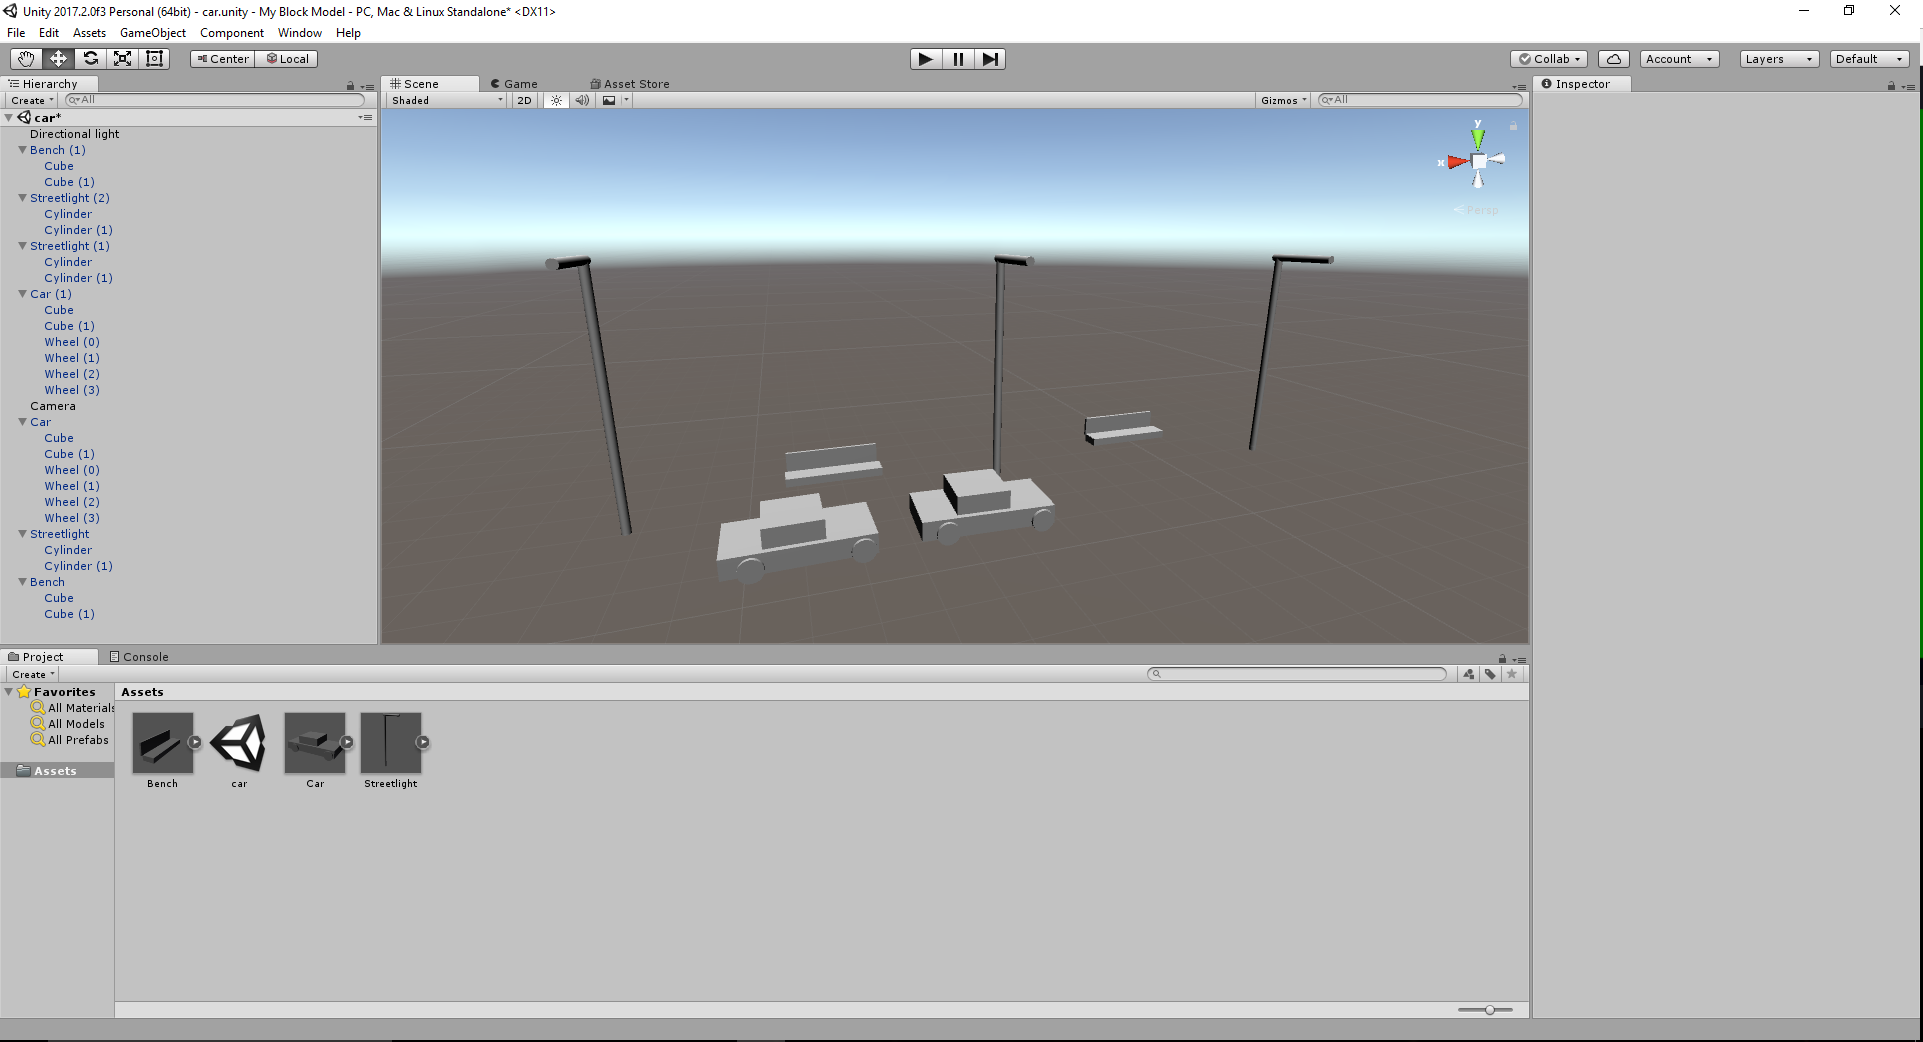 Unity 2017.2.0f3 Personal (64bit) - car.unity - My Block Model - PC, Mac & Linux Standalone* <DX11>
File Edit Assets GameObject Component Window Help
Center Local Collab Account Layers Default
Hierarchy
Create All
car*
Directional light
Bench (1)
Cube
Cube (1)
Streetlight (2)
Cylinder
Cylinder (1)
Streetlight (1)
Cylinder
Cylinder (1)
Car (1)
Cube
Cube (1)
Wheel (0)
Wheel (1)
Wheel (2)
Wheel (3)
Camera
Car
Cube
Cube (1)
Wheel (0)
Wheel (1)
Wheel (2)
Wheel (3)
Streetlight
Cylinder
Cylinder (1)
Bench
Cube
Cube (1)
Scene Game Asset Store
Shaded 2D Gizmos All
y
x
Persp
Inspector
Project Console
Create
Favorites
All Materials
All Models
All Prefabs
Assets
Assets
Bench car Car Streetlight